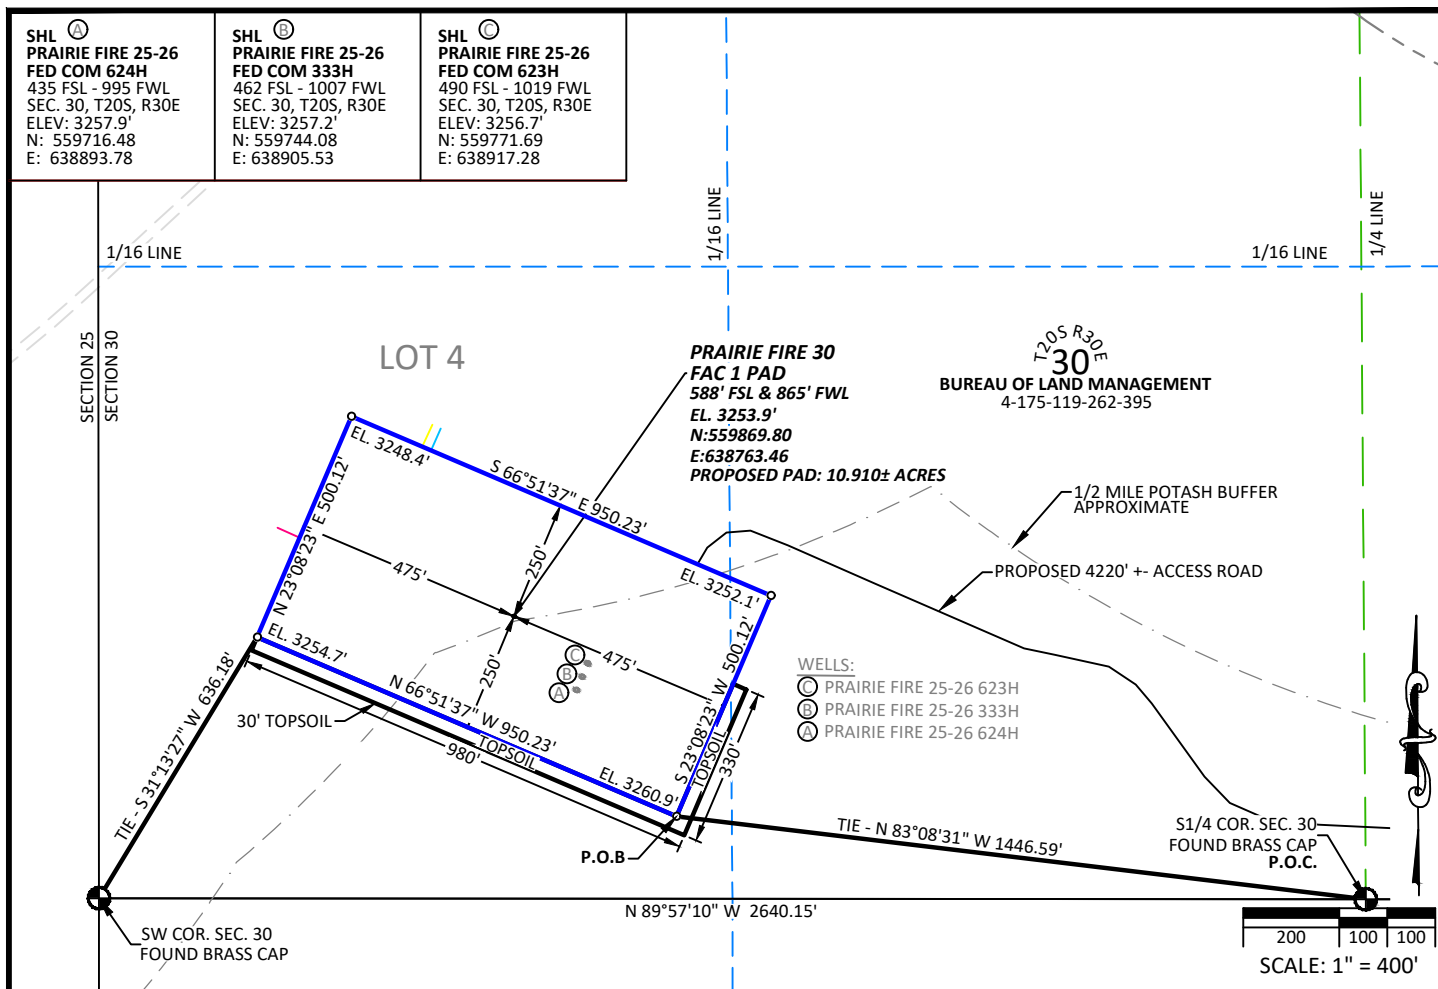 SHL A
PRAIRIE FIRE 25-26
FED COM 624H
435 FSL - 995 FWL
SEC. 30, T20S, R30E
ELEV: 3257.9'
N: 559716.48
E: 638893.78
SHL B
PRAIRIE FIRE 25-26
FED COM 333H
462 FSL - 1007 FWL
SEC. 30, T20S, R30E
ELEV: 3257.2'
N: 559744.08
E: 638905.53
SHL C
PRAIRIE FIRE 25-26
FED COM 623H
490 FSL - 1019 FWL
SEC. 30, T20S, R30E
ELEV: 3256.7'
N: 559771.69
E: 638917.28
1/16 LINE
1/16 LINE
1/16 LINE
1/4 LINE
SECTION 25
SECTION 30
LOT 4
PRAIRIE FIRE 30
FAC 1 PAD
588' FSL & 865' FWL
EL. 3253.9'
N:559869.80
E:638763.46
PROPOSED PAD: 10.910± ACRES
T20S R30E
30
BUREAU OF LAND MANAGEMENT
4-175-119-262-395
EL. 3248.4'
S 66°51'37" E 950.23'
N 23°08'23" E 500.12'
475'
250'
EL. 3252.1'
1/2 MILE POTASH BUFFER
APPROXIMATE
PROPOSED 4220' +- ACCESS ROAD
EL. 3254.7'
250'
475'
C
B
A
S 23°08'23" W 500.12'
N 66°51'37" W 950.23'
TOPSOIL
980'
30' TOPSOIL
EL. 3260.9'
TOPSOIL
330'
WELLS:
C PRAIRIE FIRE 25-26 623H
B PRAIRIE FIRE 25-26 333H
A PRAIRIE FIRE 25-26 624H
TIE - S 31°13'27" W 636.18'
P.O.B
TIE - N 83°08'31" W 1446.59'
S1/4 COR. SEC. 30
FOUND BRASS CAP
P.O.C.
N 89°57'10" W 2640.15'
SW COR. SEC. 30
FOUND BRASS CAP
200 100 100
SCALE: 1" = 400'